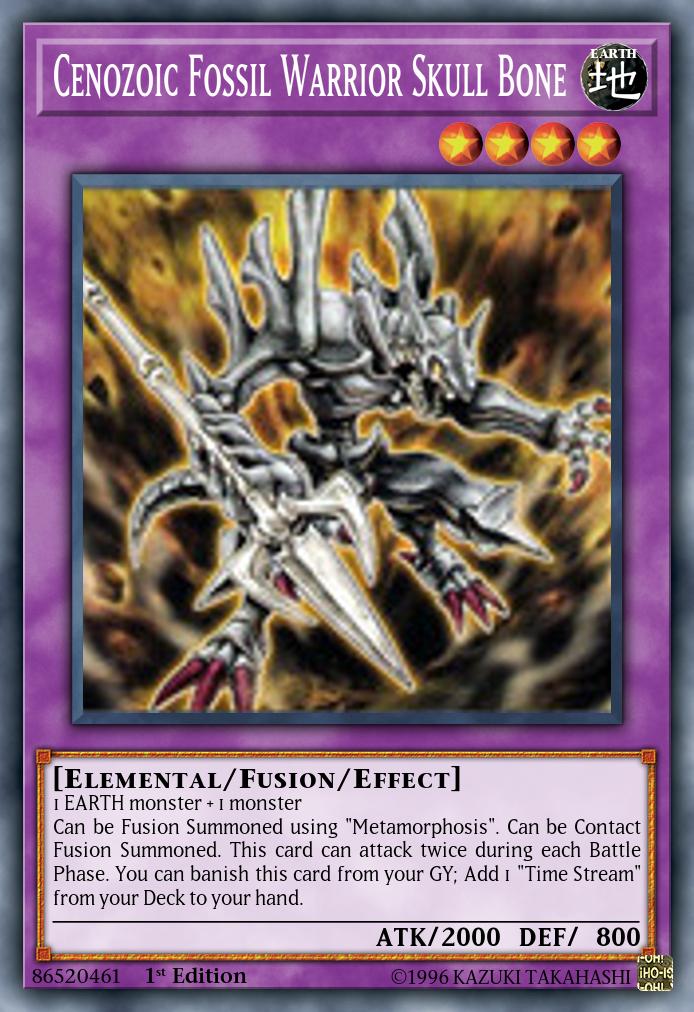 CENOZOIC FOSSIL WARRIOR SKULL BONE
EARTH
地
[ELEMENTAL/FUSION/EFFECT]
1 EARTH monster + 1 monster
Can be Fusion Summoned using "Metamorphosis". Can be Contact
Fusion Summoned. This card can attack twice during each Battle
Phase. You can banish this card from your GY; Add 1 "Time Stream"
from your Deck to your hand.
ATK/2000 DEF/ 800
86520461 1st Edition ©1996 KAZUKI TAKAHASHI